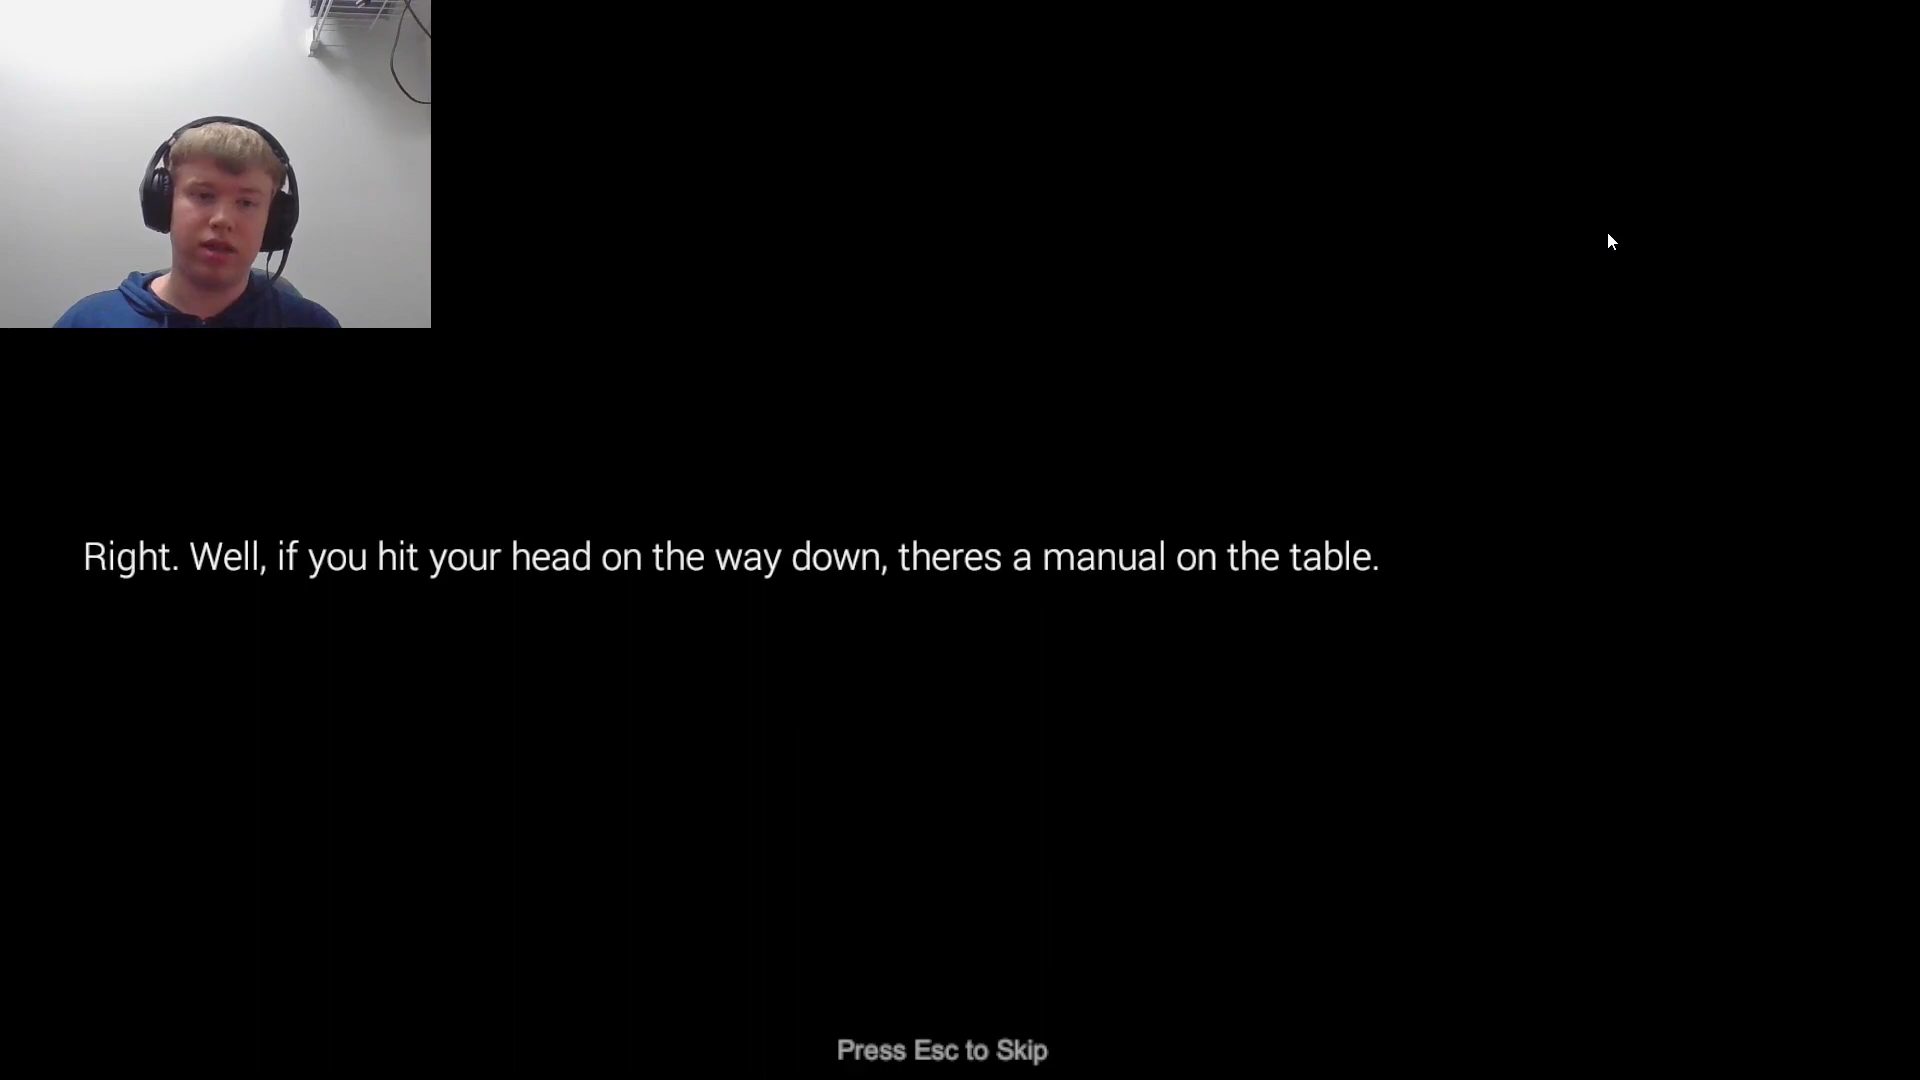 Right. Well, if you hit your head on the way down, theres a manual on the table.
Press Esc to Skip